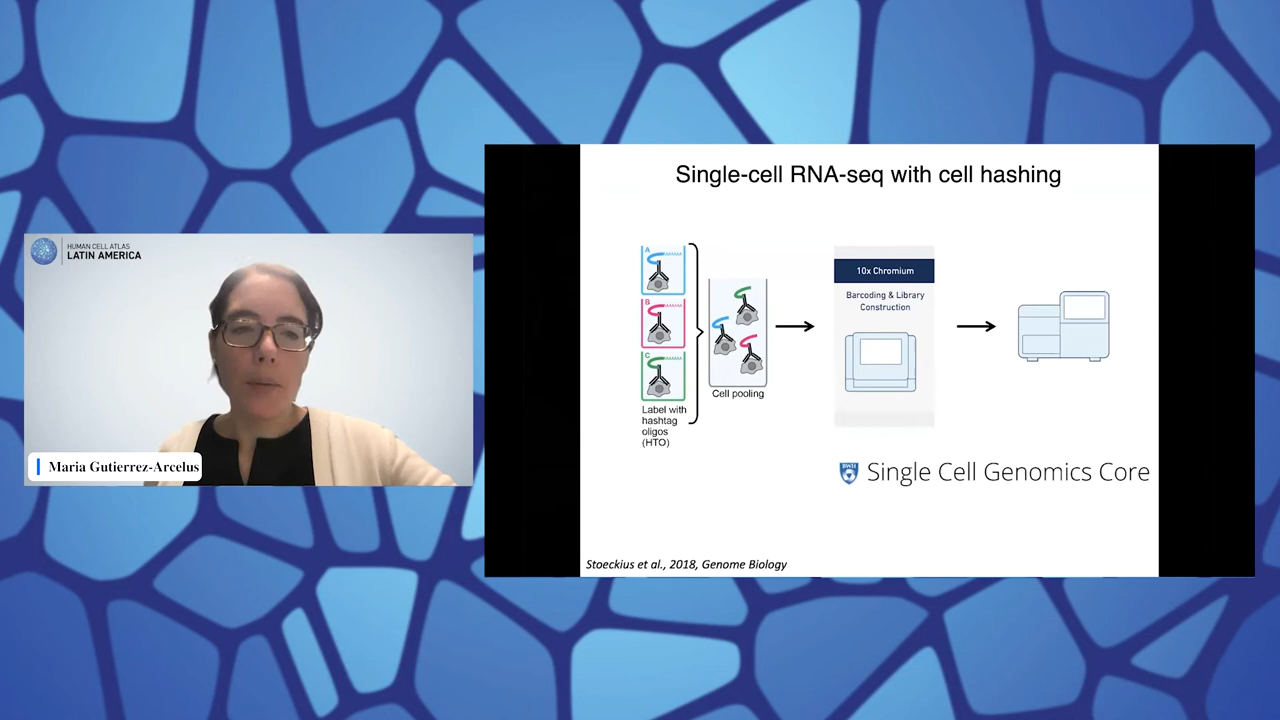 HUMAN CELL ATLAS
LATIN AMERICA
Maria Gutierrez-Arcelus
Single-cell RNA-seq with cell hashing
A
B
C
Label with
hashtag
oligos
(HTO)
Cell pooling
10x Chromium
Barcoding & Library
Construction
BWH
Single Cell Genomics Core
Stoeckius et al., 2018, Genome Biology